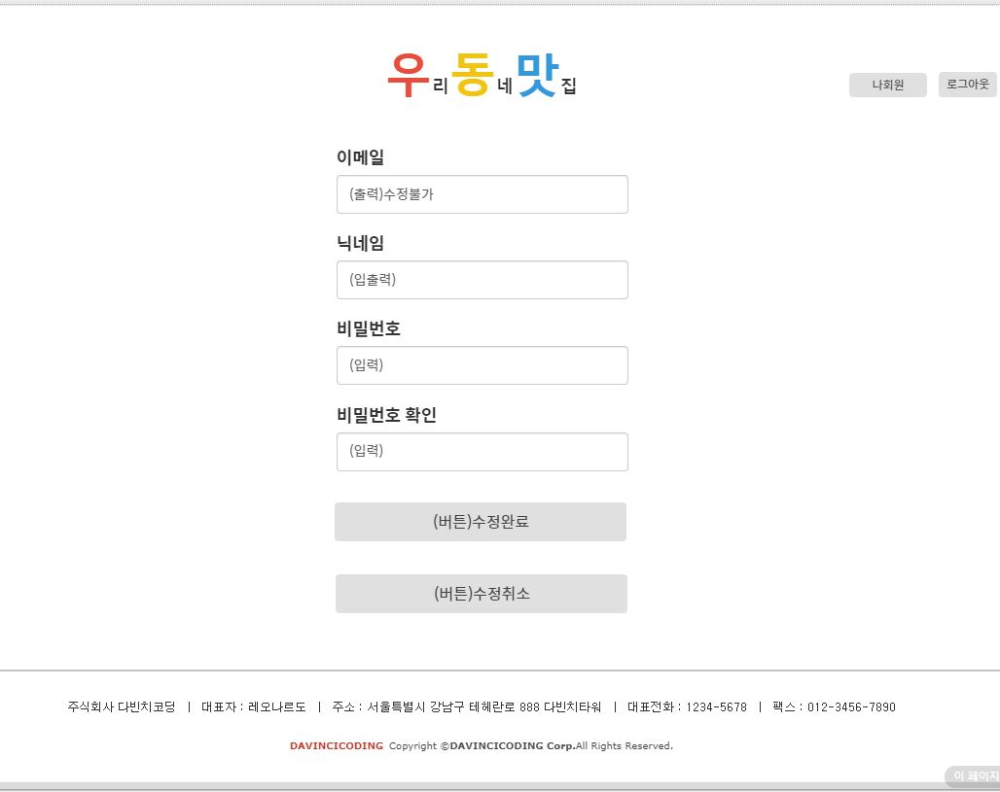 우리동네맛집
나회원
로그아웃
이메일
(출력)수정불가
닉네임
(입출력)
비밀번호
(입력)
비밀번호 확인
(입력)
(버튼)수정완료
(버튼)수정취소
주식회사 다빈치코딩 | 대표자 : 레오나르도 | 주소 : 서울특별시 강남구 테헤란로 888 다빈치타워 | 대표전화 : 1234-5678 | 팩스 : 012-3456-7890
DAVINCICODING Copyright ©DAVINCICODING Corp.All Rights Reserved.
이 페이지